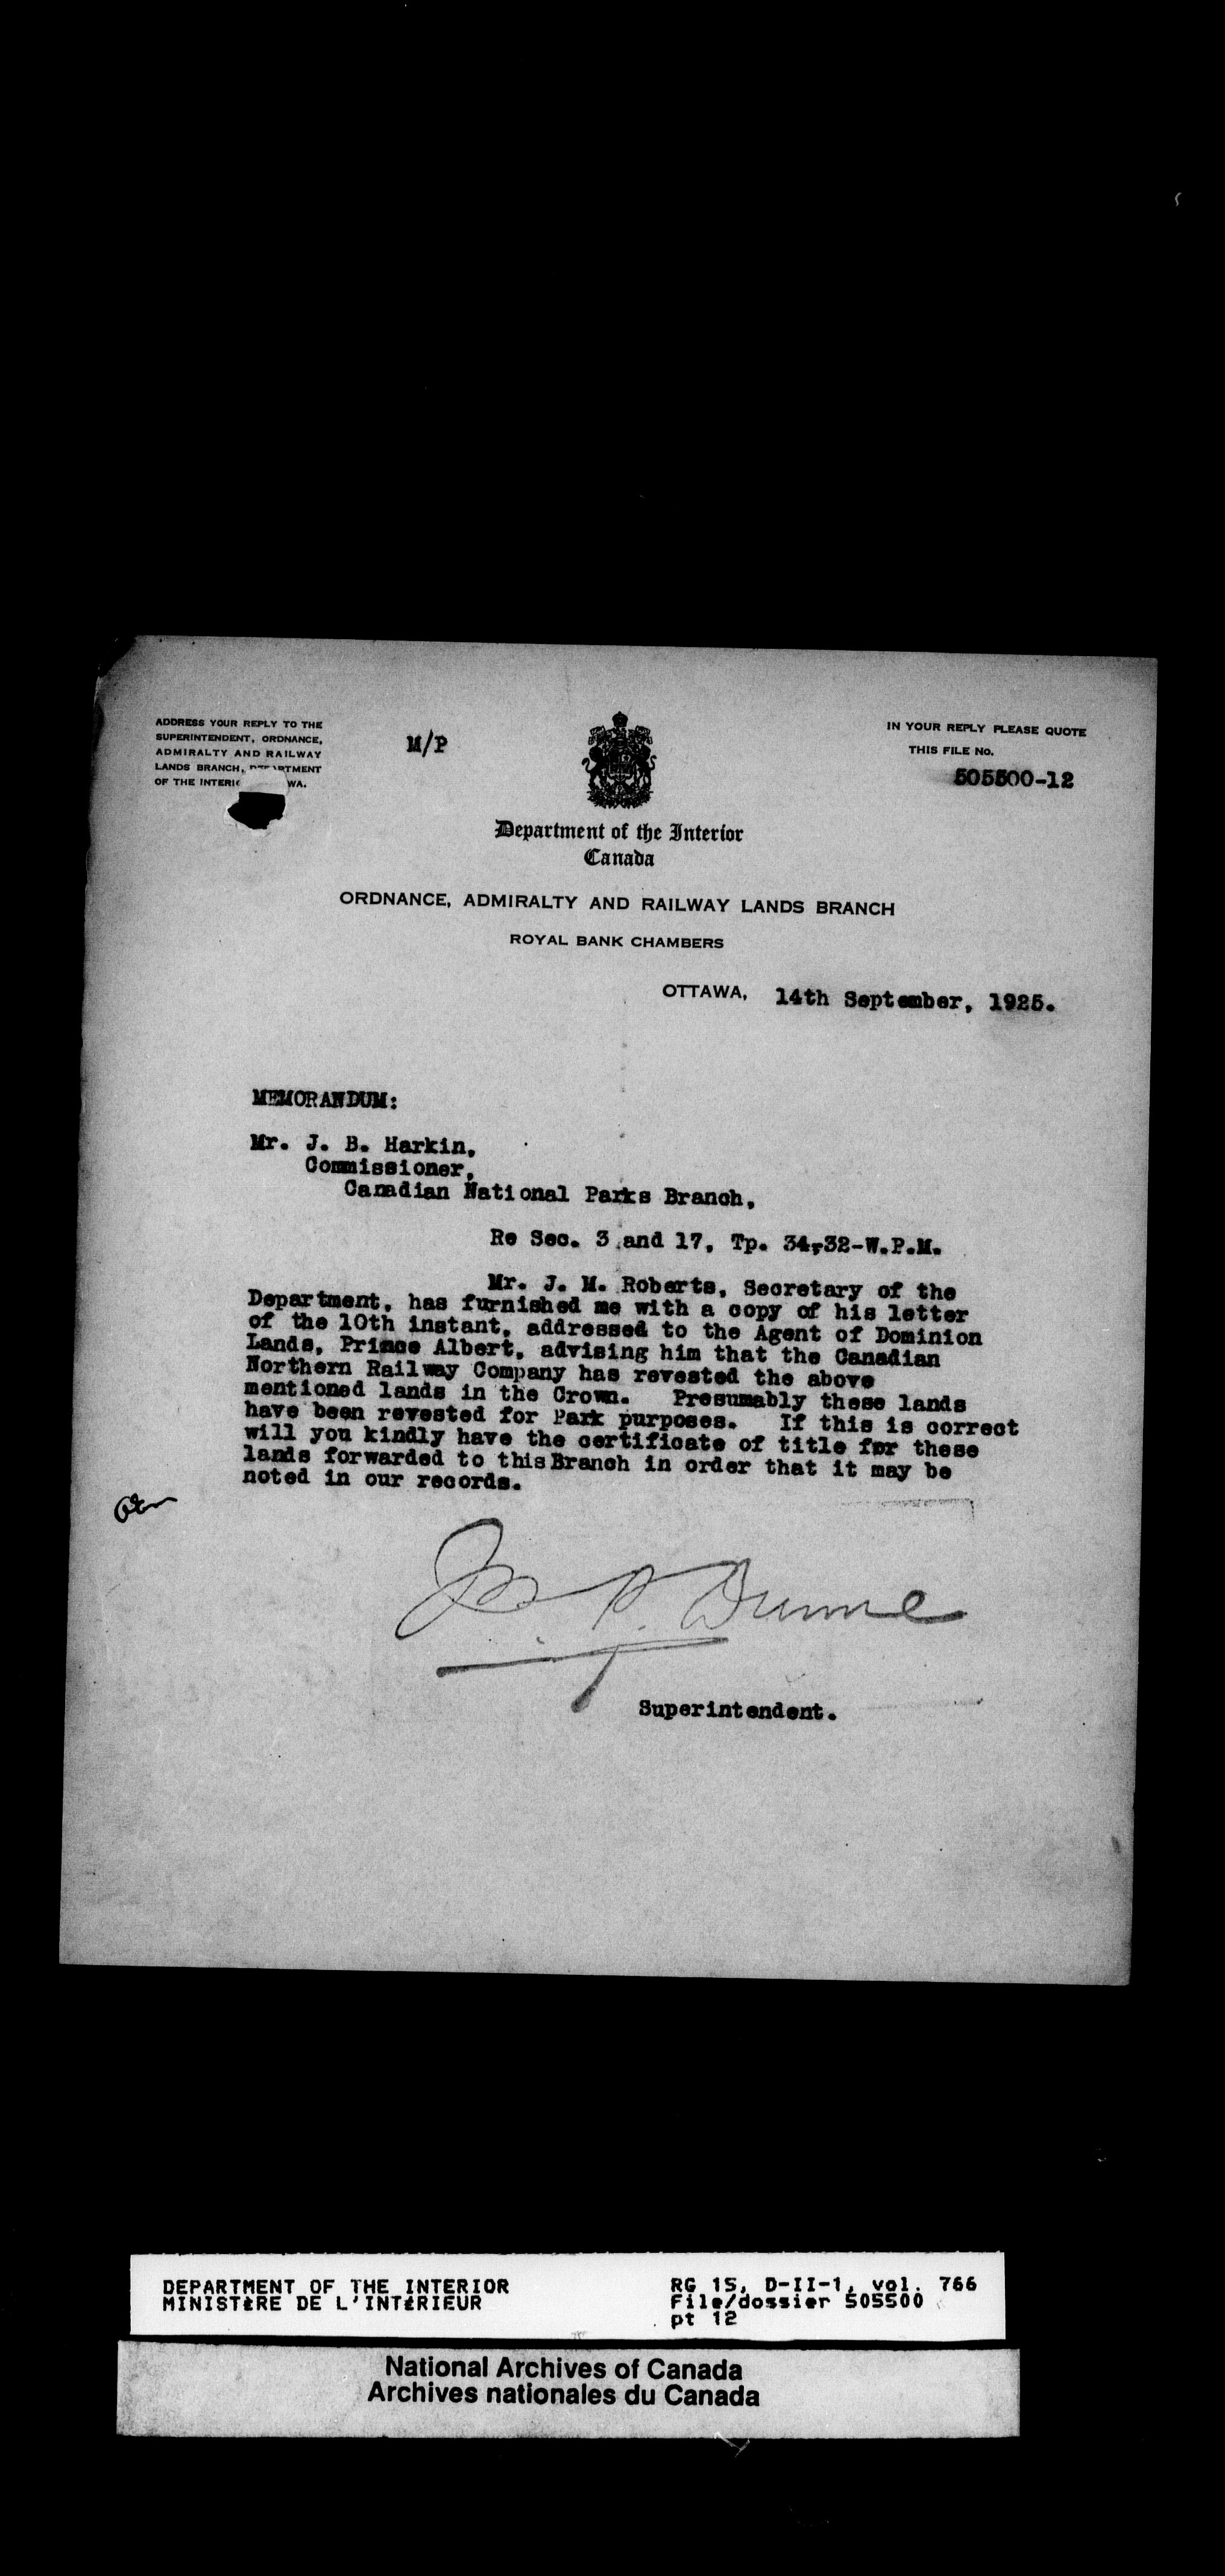 ADDRESS YOUR REPLY TO THE
SUPERINTENDENT, ORDNANCE,
ADMIRALTY AND RAILWAY
LANDS BRANCH,
OF THE
M/P
IN YOUR REPLY PLEASE QUOTE
THIS FILE NO.
505500-12
Department of the Interior
Canada
ORDNANCE, ADMIRALTY AND RAILWAY LANDS BRANCH
ROYAL BANK CHAMBERS
OTTAWA, 14th September, 1925.
MEMORANDUM:
Mr. J. B. Harkin,
Commissioner,
Canadian National Parks Branch,
Re Sec. 3 and 17, Tp. 34-32-W.P.M.
Mr. J. M. Roberts, Secretary of the
Department, has furnished me with a copy of his letter
of the 10th instant, addressed to the Agent of Dominion
Lands, Prince Albert, advising him that the Canadian
Northern Railway Company has revested the above
mentioned lands in the Crown. Presumably these lands
have been revested for Park purposes. If this is correct
will you kindly have the certificate of title for these
lands forwarded to this Branch in order that it may be
noted in our records.
P. Dunne
Superintendent.
DEPARTMENT OF THE INTERIOR
MINISTÈRE DE L'INTÉRIEUR
RG 15, D-II-1, vol. 766
File/dossier 505500
pt 12
National Archives of Canada
Archives nationales du Canada